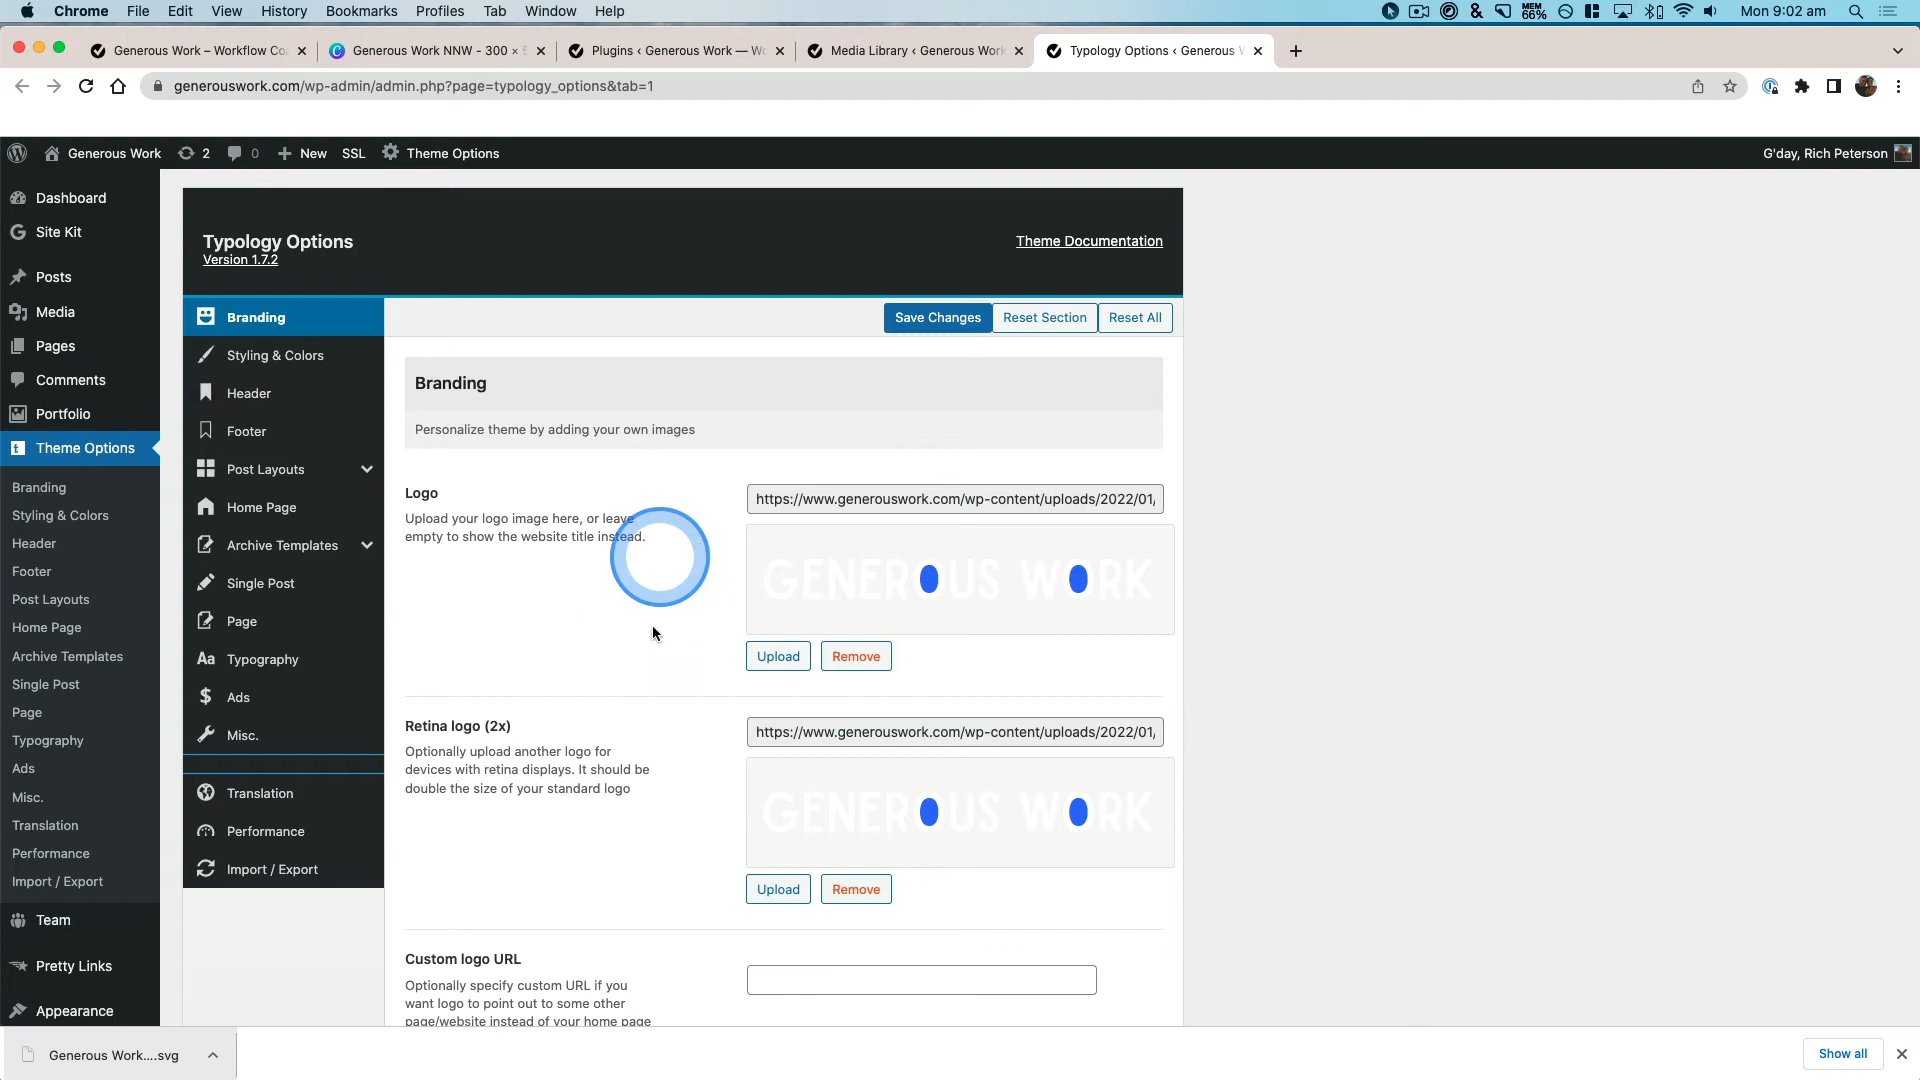 Chrome File Edit View History Bookmarks Profiles Tab Window Help
MEM 66%
Mon 9:02 am
Generous Work – Workflow Co
Generous Work NNW - 300 ×
Plugins ‹ Generous Work — W
Media Library ‹ Generous Work
Typology Options ‹ Generous W
generouswork.com/wp-admin/admin.php?page=typology_options&tab=1
Generous Work 2 0 New SSL Theme Options
G'day, Rich Peterson
Dashboard
Site Kit
Posts
Media
Pages
Comments
Portfolio
Theme Options
Branding
Styling & Colors
Header
Footer
Post Layouts
Home Page
Archive Templates
Single Post
Page
Typography
Ads
Misc.
Translation
Performance
Import / Export
Team
Pretty Links
Appearance
Typology Options
Version 1.7.2
Theme Documentation
Branding
Styling & Colors
Header
Footer
Post Layouts
Home Page
Archive Templates
Single Post
Page
Aa Typography
$ Ads
Misc.
Translation
Performance
Import / Export
Save Changes Reset Section Reset All
Branding
Personalize theme by adding your own images
Logo
Upload your logo image here, or leave
empty to show the website title instead.
https://www.generouswork.com/wp-content/uploads/2022/01/
GENEROUS WORK
Upload Remove
Retina logo (2x)
Optionally upload another logo for
devices with retina displays. It should be
double the size of your standard logo
https://www.generouswork.com/wp-content/uploads/2022/01/
GENEROUS WORK
Upload Remove
Custom logo URL
Optionally specify custom URL if you
want logo to point out to some other
page/website instead of your home page
Generous Work....svg
Show all